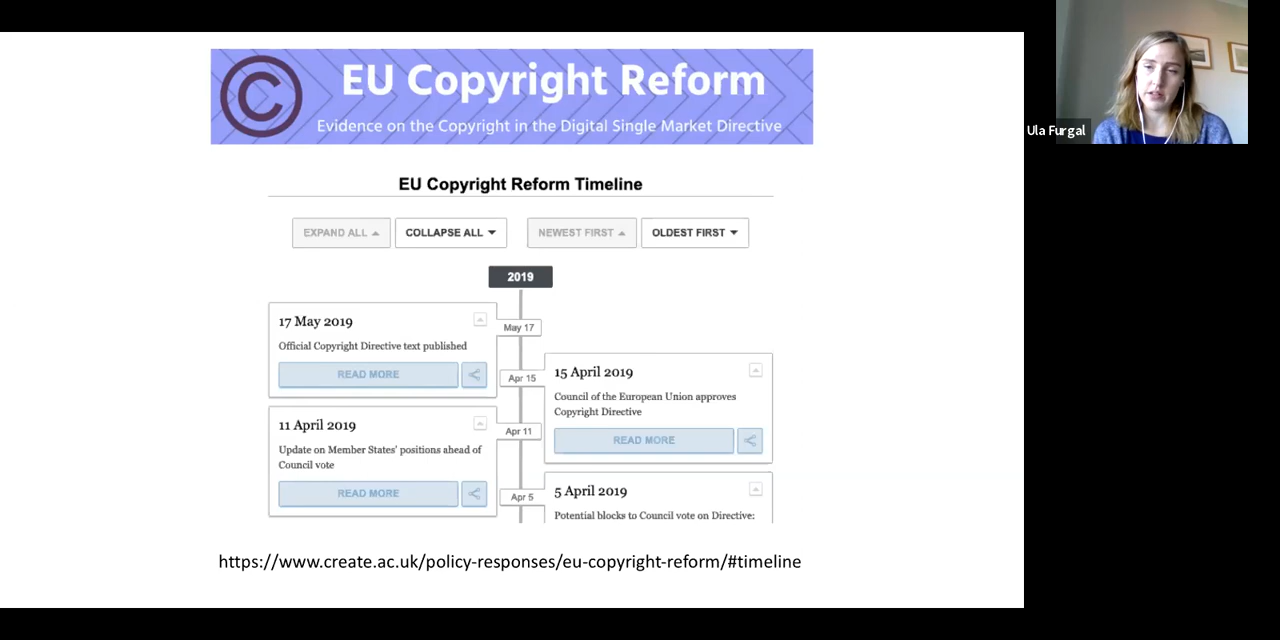 ©
EU Copyright Reform
Evidence on the Copyright in the Digital Single Market Directive
Ula Furgal
EU Copyright Reform Timeline
EXPAND ALL
COLLAPSE ALL
NEWEST FIRST
OLDEST FIRST
2019
17 May 2019
Official Copyright Directive text published
READ MORE
May 17
15 April 2019
Council of the European Union approves
Copyright Directive
READ MORE
Apr 15
11 April 2019
Update on Member States' positions ahead of
Council vote
READ MORE
Apr 11
5 April 2019
Potential blocks to Council vote on Directive:
Apr 5
https://www.create.ac.uk/policy-responses/eu-copyright-reform/#timeline